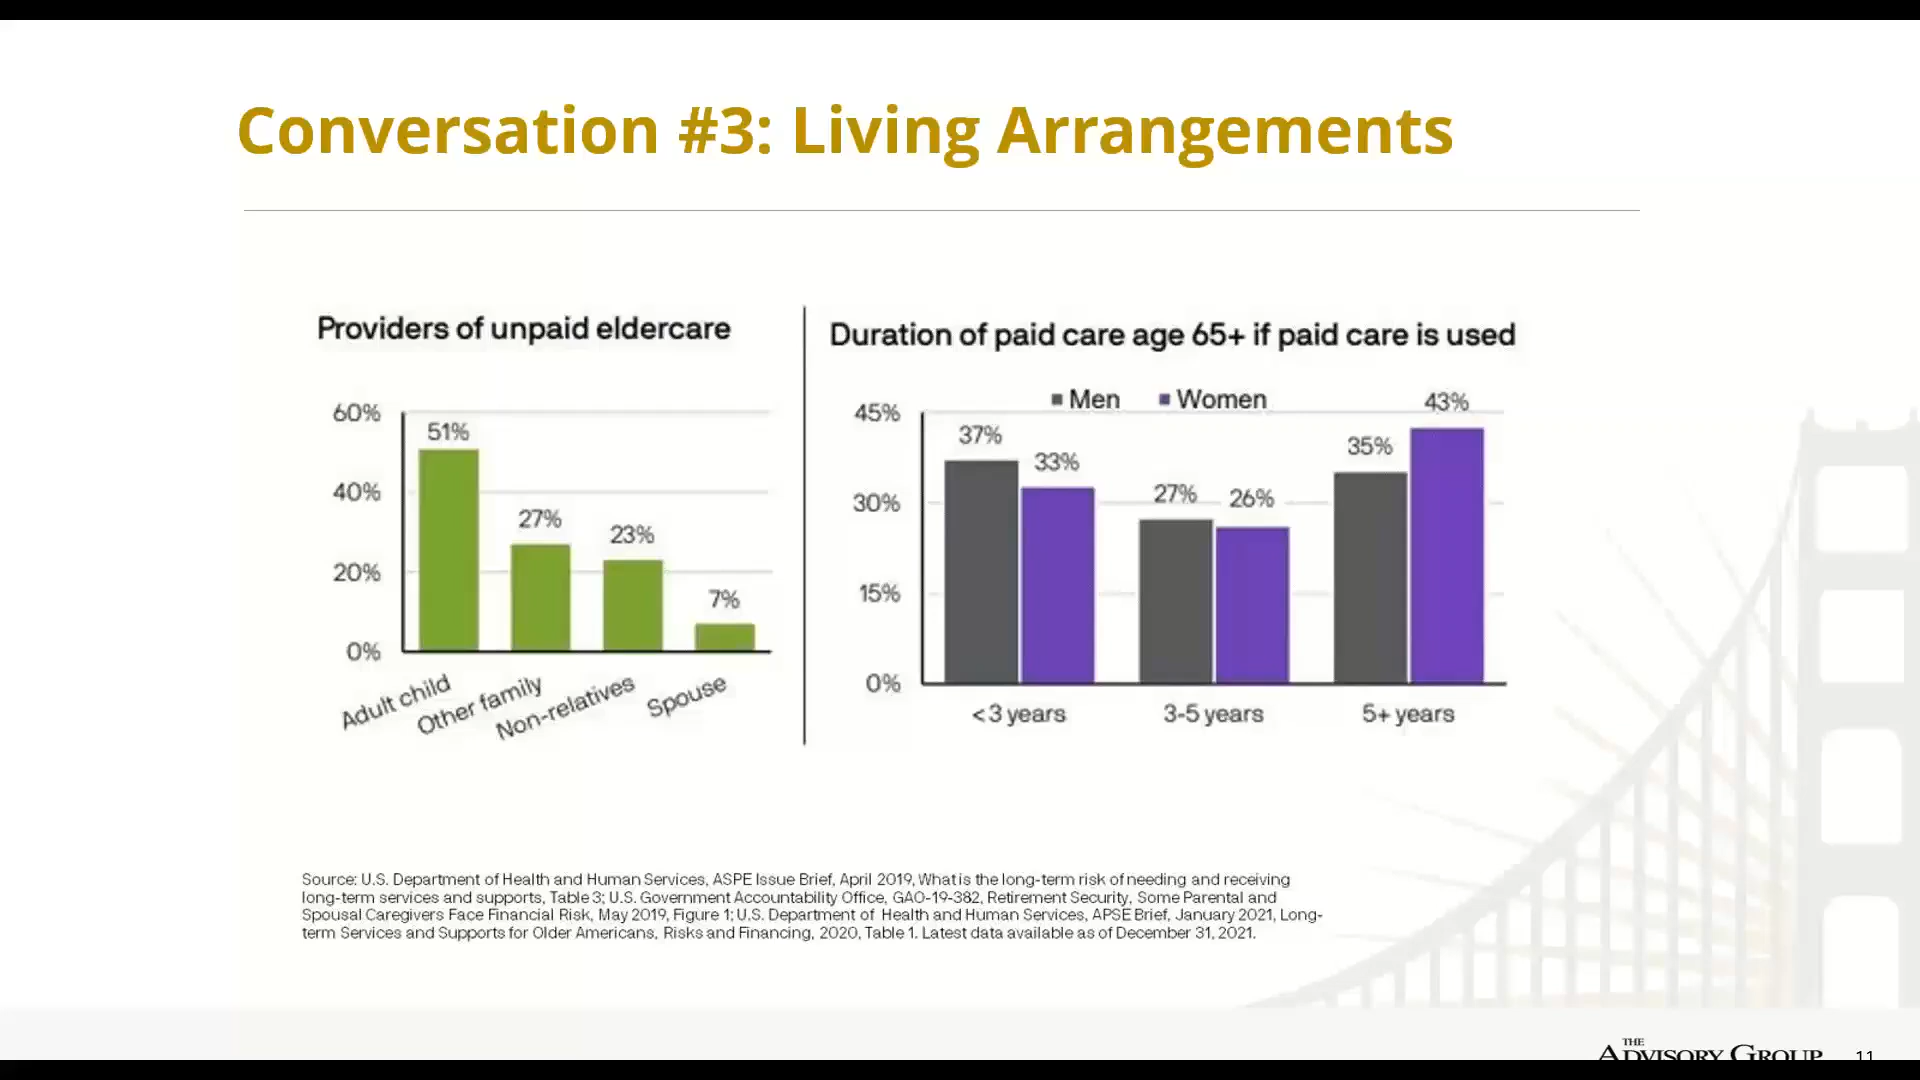 Conversation #3: Living Arrangements
Providers of unpaid eldercare
60%
40%
20%
0%
51%
27%
23%
7%
Adult child
Other family
Non-relatives
Spouse
Duration of paid care age 65+ if paid care is used
Men
Women
45%
30%
15%
0%
37%
33%
27%
26%
35%
43%
<3 years
3-5 years
5+ years
Source: U.S. Department of Health and Human Services, ASPE Issue Brief, April 2019, What is the long-term risk of needing and receiving
long-term services and supports, Table 3; U.S. Government Accountability Office, GAO-19-382, Retirement Security, Some Parental and
Spousal Caregivers Face Financial Risk, May 2019, Figure 1; U.S. Department of Health and Human Services, APSE Brief, January 2021, Long-
term Services and Supports for Older Americans, Risks and Financing, 2020, Table 1. Latest data available as of December 31, 2021.
THE
ADVISORY GROUP
11